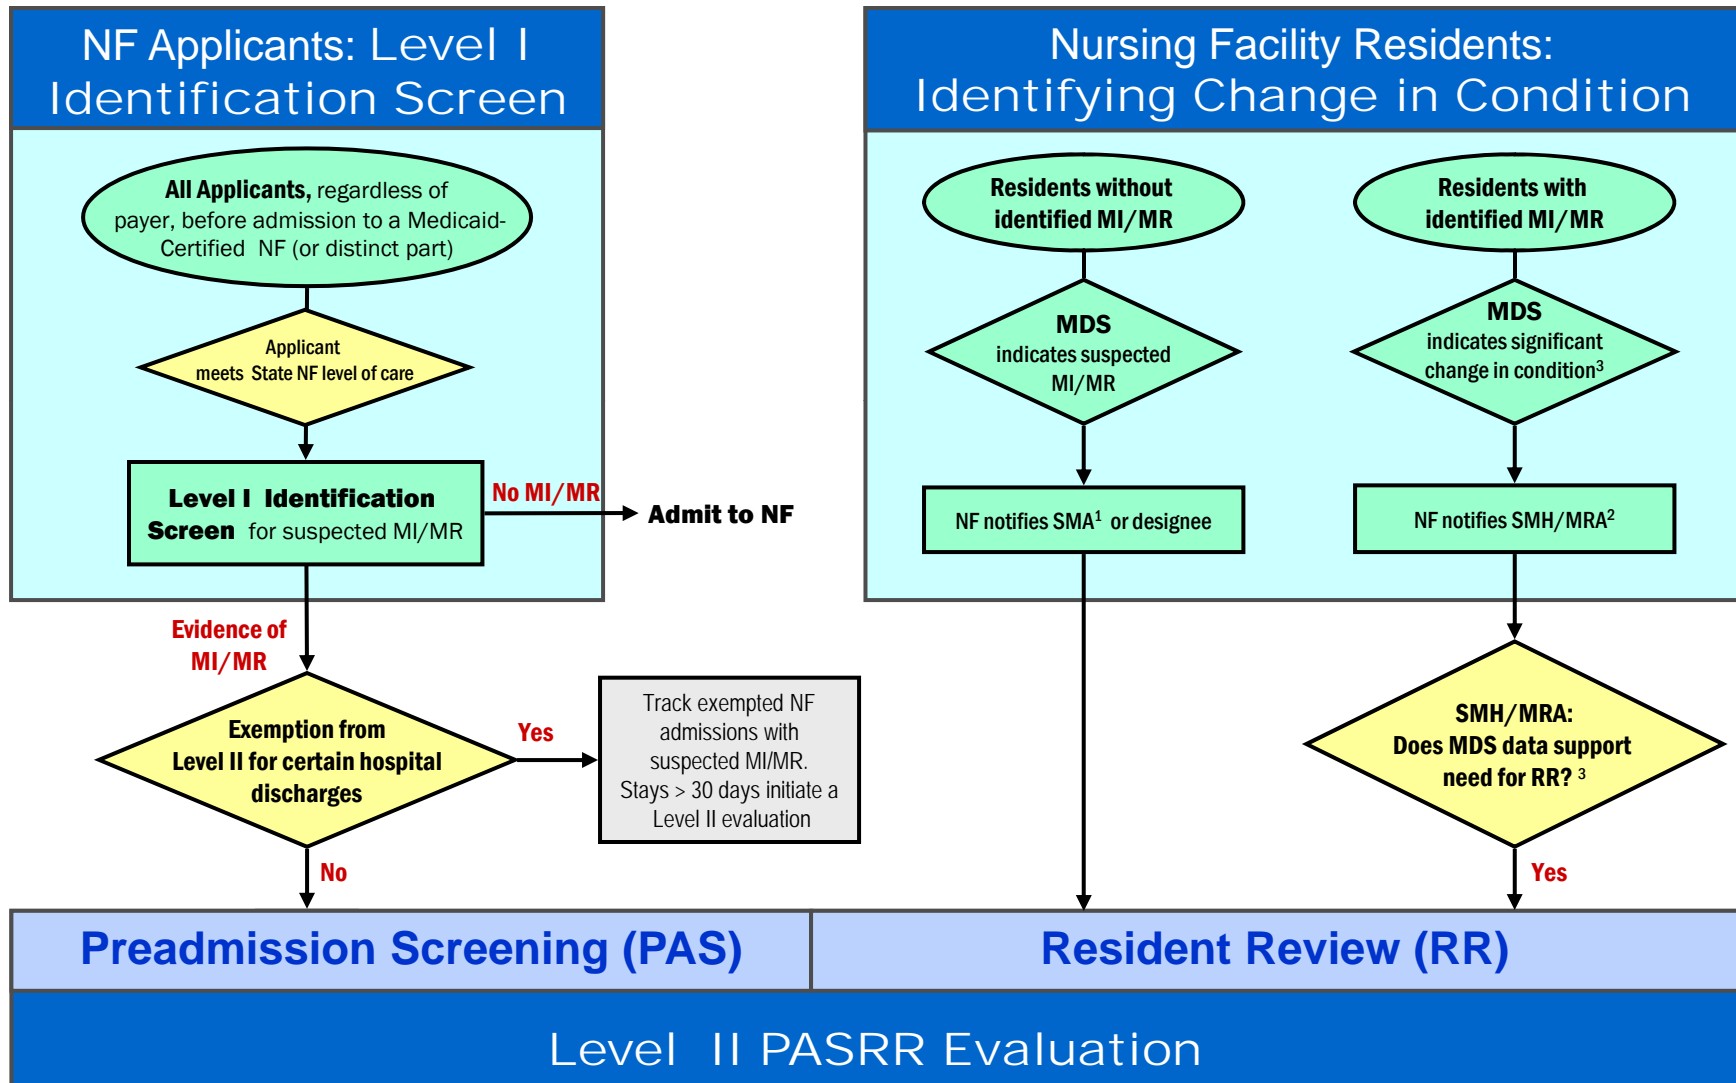 NF Applicants: Level I
Identification Screen
All Applicants, regardless of
payer, before admission to a Medicaid-
Certified NF (or distinct part)
Applicant
meets State NF level of care
Level I Identification
Screen for suspected MI/MR
No MI/MR
Admit to NF
Evidence of
MI/MR
Exemption from
Level II for certain hospital
discharges
Yes
Track exempted NF
admissions with
suspected MI/MR.
Stays > 30 days initiate a
Level II evaluation
No
Nursing Facility Residents:
Identifying Change in Condition
Residents without
identified MI/MR
MDS
indicates suspected
MI/MR
NF notifies SMA1 or designee
Residents with
identified MI/MR
MDS
indicates significant
change in condition3
NF notifies SMH/MRA2
SMH/MRA:
Does MDS data support
need for RR? 3
Yes
Preadmission Screening (PAS)
Resident Review (RR)
Level II PASRR Evaluation